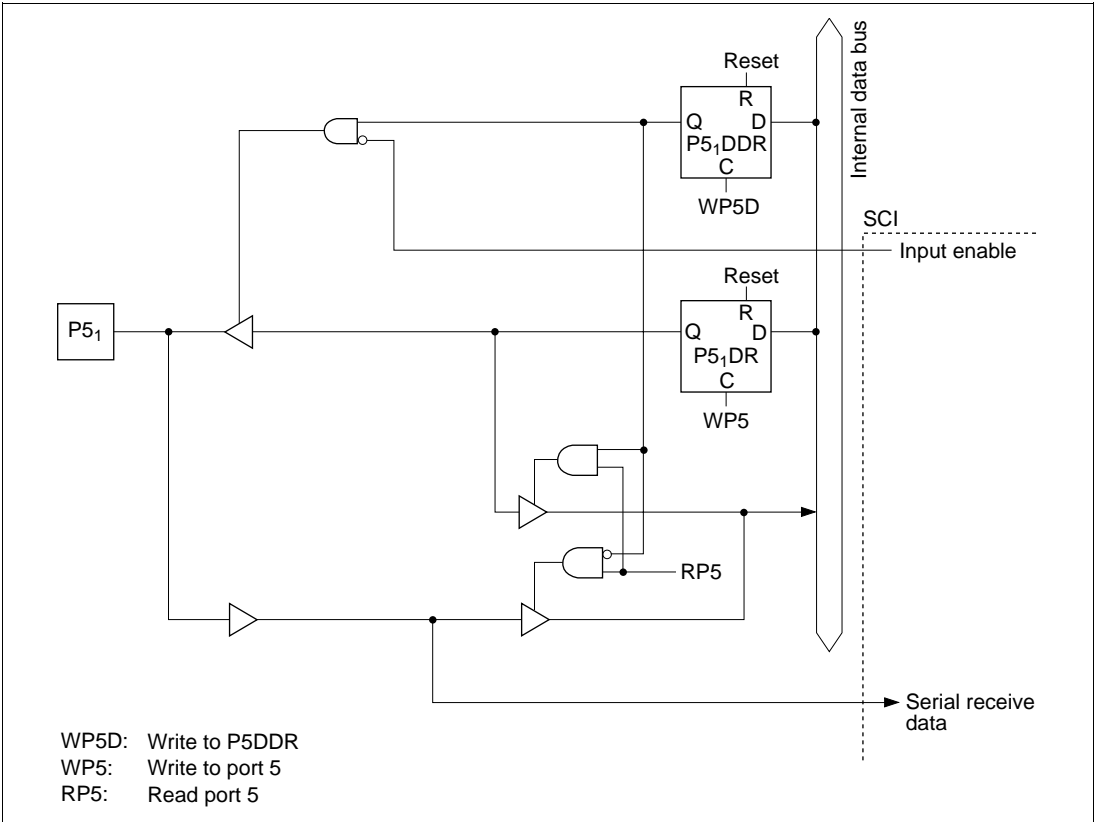 Reset
R
Q D
P5₁DDR
C
WP5D
Internal data bus
SCI
Input enable
Reset
R
Q D
P5₁DR
C
WP5
P5₁
RP5
Serial receive
data
WP5D: Write to P5DDR
WP5: Write to port 5
RP5: Read port 5